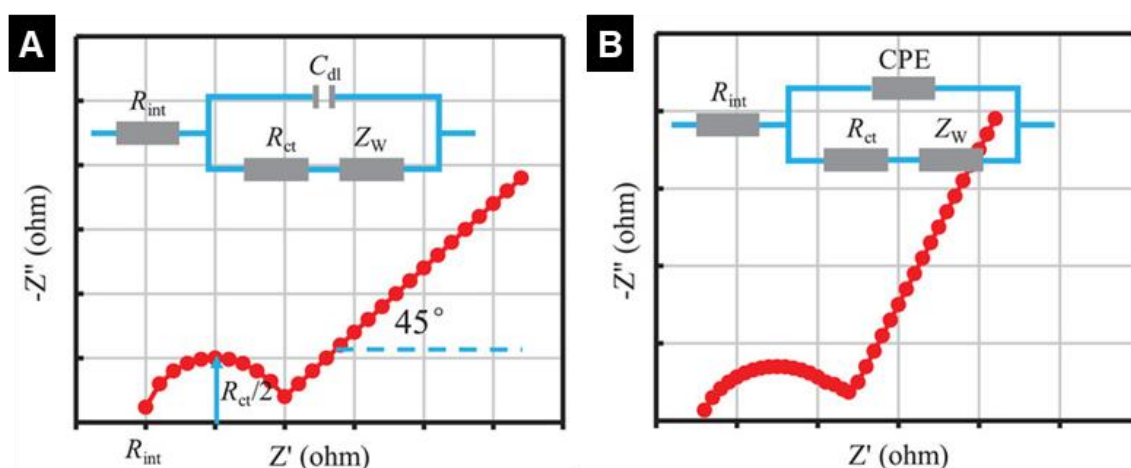 A
C_dl
R_int
R_ct
Z_W
-Z" (ohm)
45°
R_ct/2
R_int
Z' (ohm)
B
CPE
R_int
R_ct
Z_W
-Z" (ohm)
Z' (ohm)